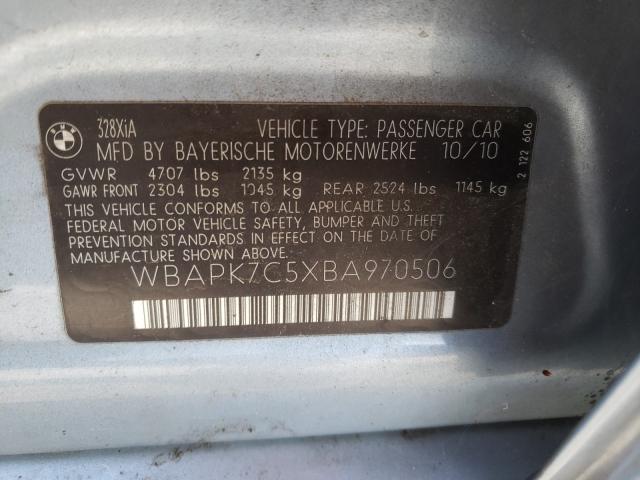 BMW
328XiA VEHICLE TYPE: PASSENGER CAR
MFD BY BAYERISCHE MOTORENWERKE 10/10
GVWR 4707 lbs 2135 kg
GAWR FRONT 2304 lbs 1045 kg REAR 2524 lbs 1145 kg
THIS VEHICLE CONFORMS TO ALL APPLICABLE U.S.
FEDERAL MOTOR VEHICLE SAFETY, BUMPER AND THEFT
PREVENTION STANDARDS IN EFFECT ON THE DATE OF
MANUFACTURE SHOWN ABOVE.
WBAPK7C5XBA970506
2 122 606